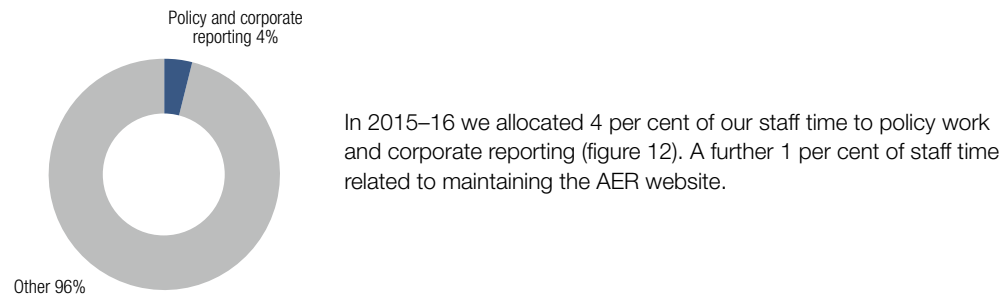 Policy and corporate
reporting 4%
In 2015–16 we allocated 4 per cent of our staff time to policy work
and corporate reporting (figure 12). A further 1 per cent of staff time
related to maintaining the AER website.
Other 96%